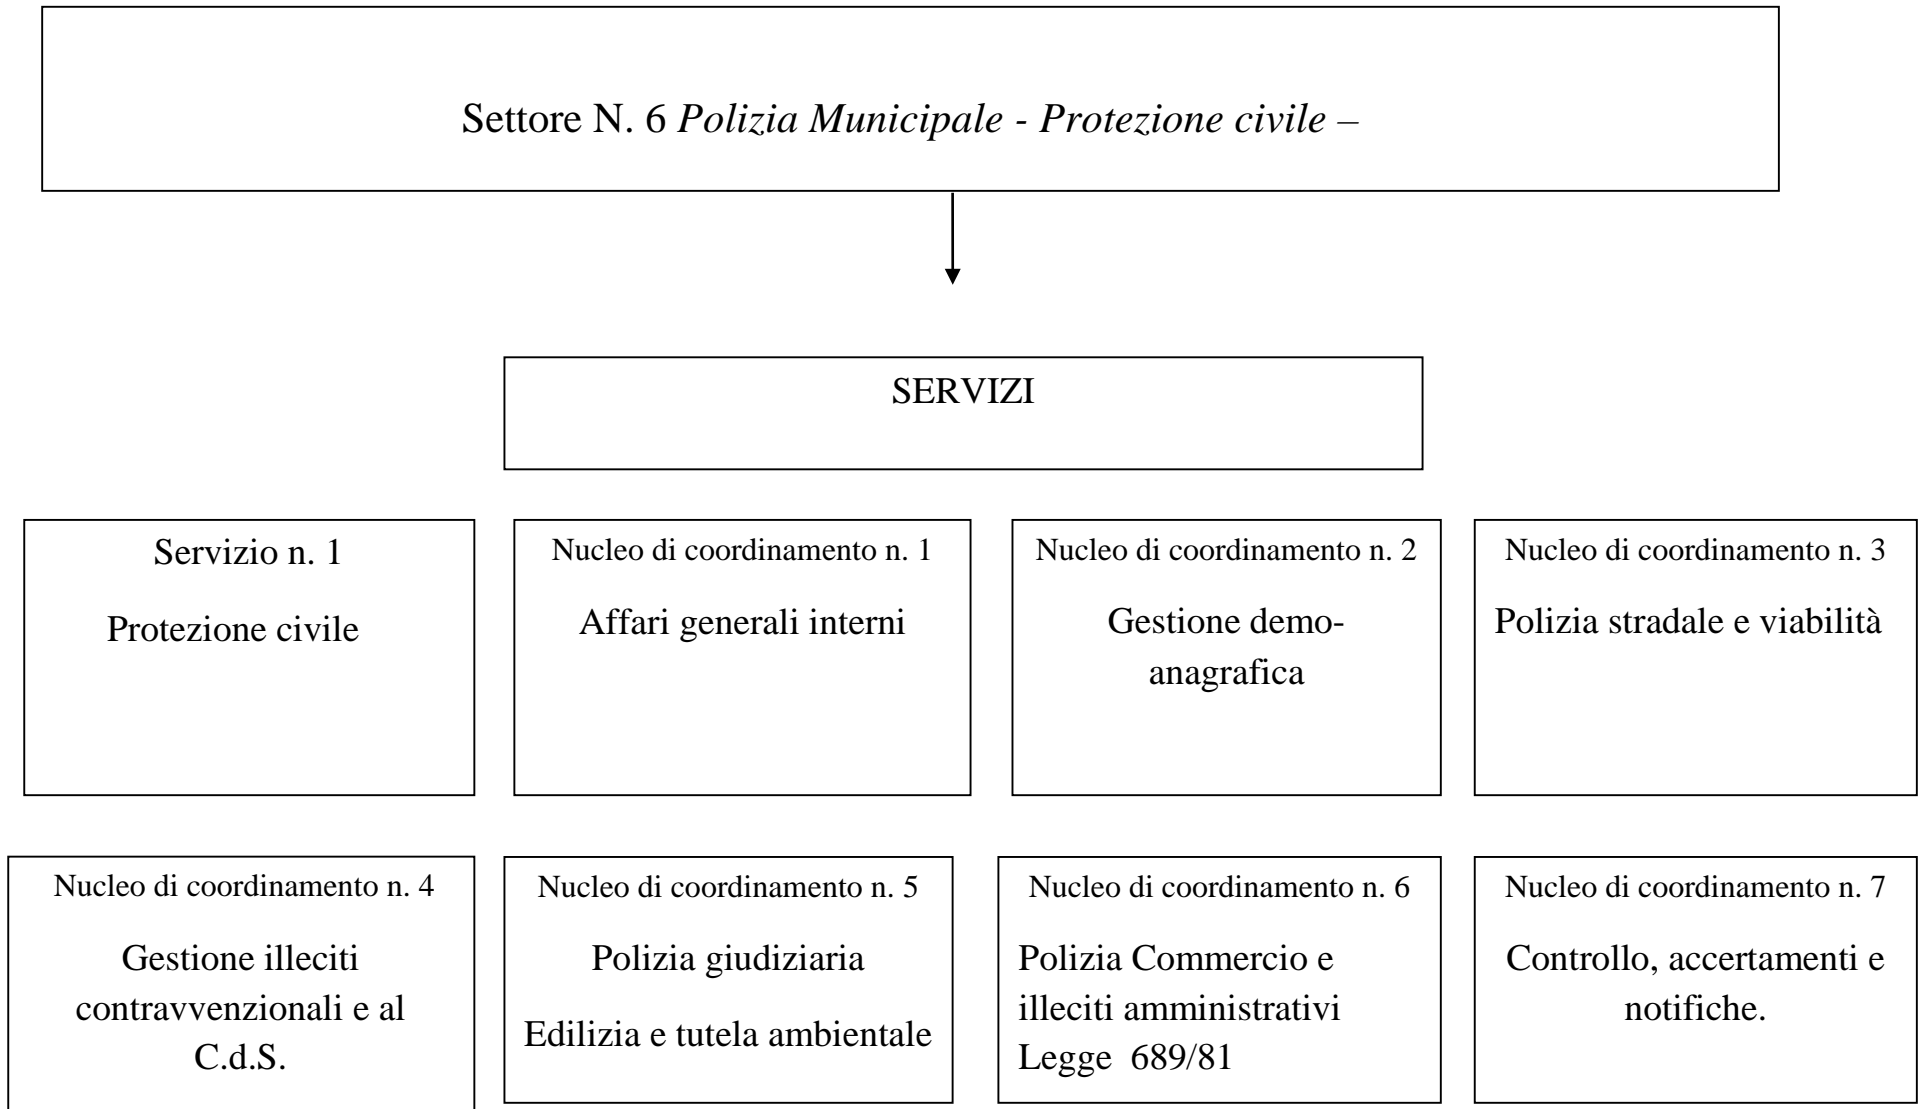 Settore N. 6 Polizia Municipale - Protezione civile –
SERVIZI
Servizio n. 1
Protezione civile
Nucleo di coordinamento n. 1
Affari generali interni
Nucleo di coordinamento n. 2
Gestione demo-
anagrafica
Nucleo di coordinamento n. 3
Polizia stradale e viabilità
Nucleo di coordinamento n. 4
Gestione illeciti
contravvenzionali e al
C.d.S.
Nucleo di coordinamento n. 5
Polizia giudiziaria
Edilizia e tutela ambientale
Nucleo di coordinamento n. 6
Polizia Commercio e
illeciti amministrativi
Legge  689/81
Nucleo di coordinamento n. 7
Controllo, accertamenti e
notifiche.